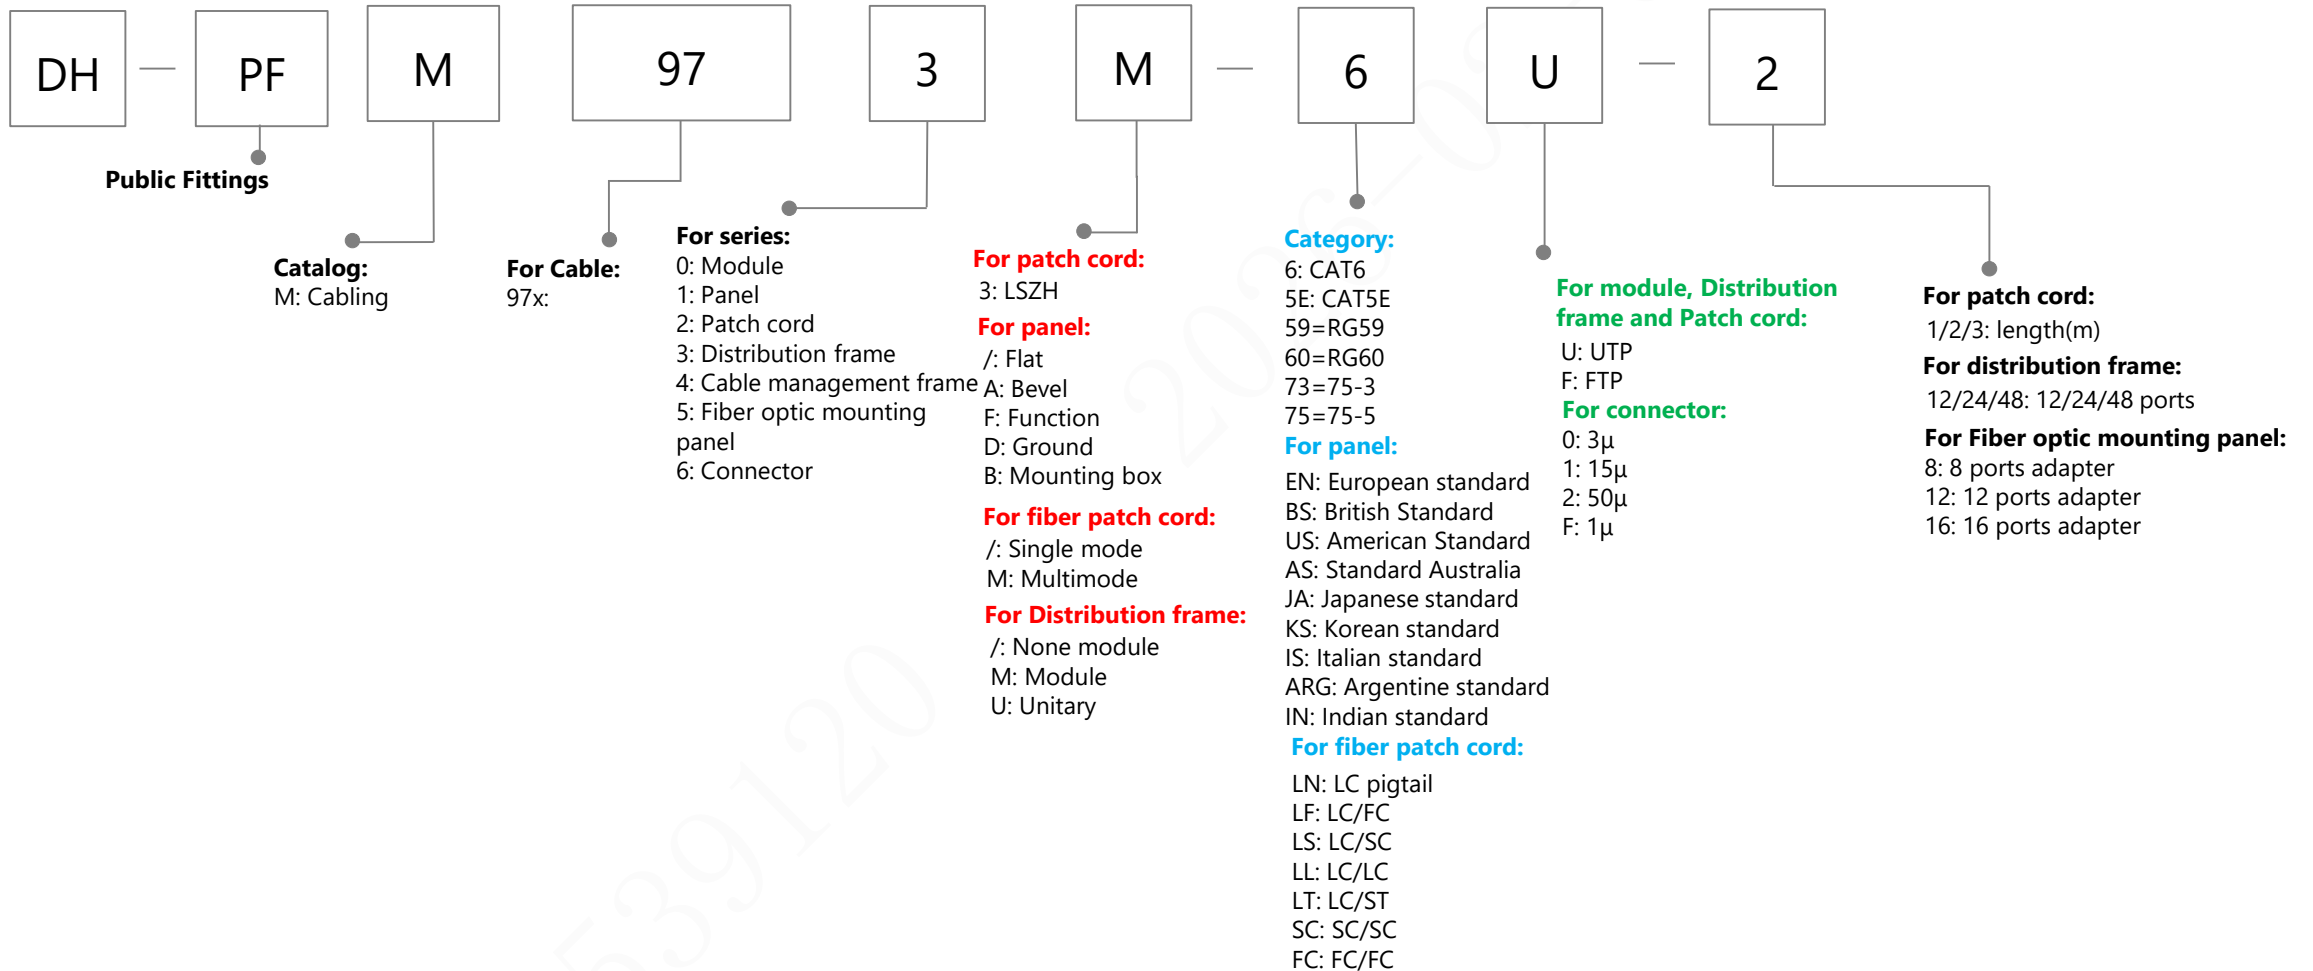 DH — PF M 97 3 M — 6 U — 2
Public Fittings
Catalog:
M: Cabling
For Cable:
97x:
For series:
0: Module
1: Panel
2: Patch cord
3: Distribution frame
4: Cable management frame
5: Fiber optic mounting
panel
6: Connector
For patch cord:
3: LSZH
For panel:
/: Flat
A: Bevel
F: Function
D: Ground
B: Mounting box
For fiber patch cord:
/: Single mode
M: Multimode
For Distribution frame:
/: None module
M: Module
U: Unitary
Category:
6: CAT6
5E: CAT5E
59=RG59
60=RG60
73=75-3
75=75-5
For panel:
EN: European standard
BS: British Standard
US: American Standard
AS: Standard Australia
JA: Japanese standard
KS: Korean standard
IS: Italian standard
ARG: Argentine standard
IN: Indian standard
For fiber patch cord:
LN: LC pigtail
LF: LC/FC
LS: LC/SC
LL: LC/LC
LT: LC/ST
SC: SC/SC
FC: FC/FC
For module, Distribution
frame and Patch cord:
U: UTP
F: FTP
For connector:
0: 3μ
1: 15μ
2: 50μ
F: 1μ
For patch cord:
1/2/3: length(m)
For distribution frame:
12/24/48: 12/24/48 ports
For Fiber optic mounting panel:
8: 8 ports adapter
12: 12 ports adapter
16: 16 ports adapter
539120